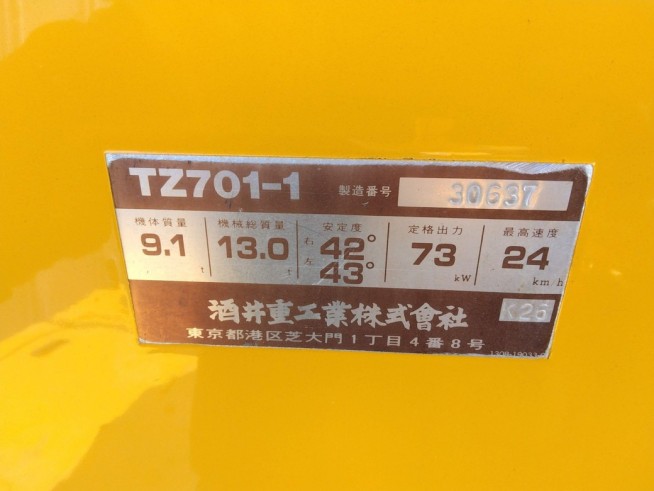 TZ701-1 製造番号 30637
機体質量 機械総質量 安定度 定格出力 最高速度
9.1 t 13.0 t 右 42° 左 43° 73 kW 24 km/h
酒井重工業株式會社 K26
東京都港区芝大門1丁目4番8号